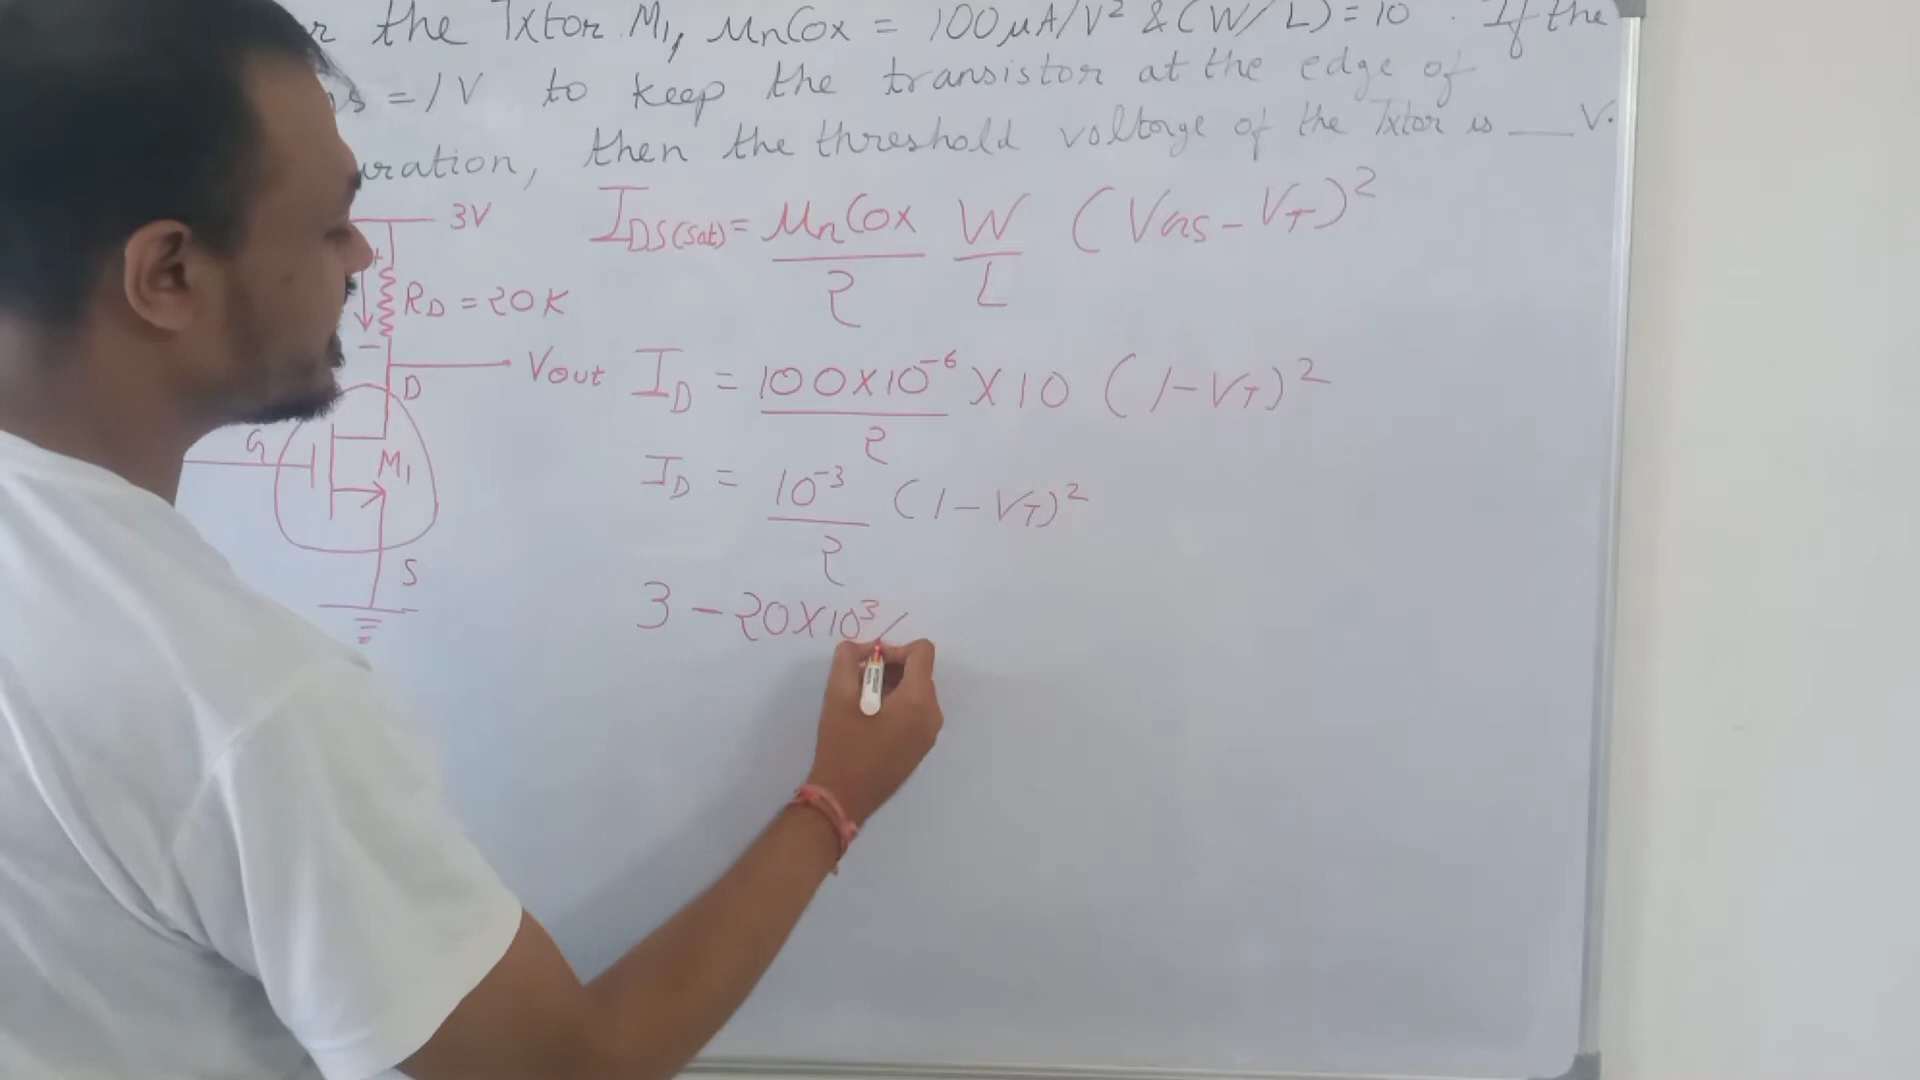 the Txtor M1, μnCox = 100μA/V² & (W/L) = 10 . If the
= 1V to keep the transistor at the edge of
uration, then the threshold voltage of the Txtor is ___ V.
3V
IDS(sat) = μnCox/2 W/L (VGS - VT)²
RD = 20K
Vout
ID = 100×10⁻⁶/2 × 10 (1 - VT)²
D
G
M1
ID = 10⁻³/2 (1 - VT)²
S
3 - 20×10³